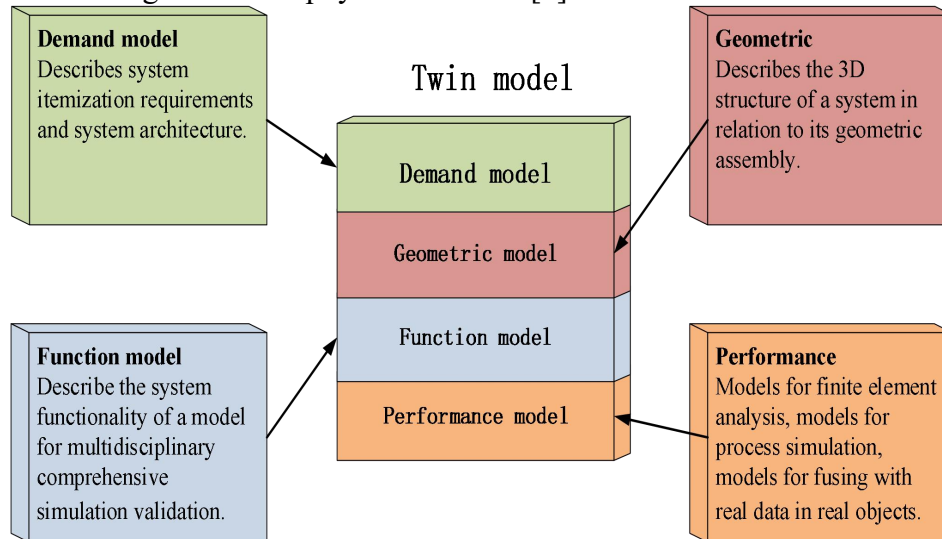 Demand model
Describes system
itemization requirements
and system architecture.
Twin model
Geometric
Describes the 3D
structure of a system in
relation to its geometric
assembly.
Demand model
Geometric model
Function model
Performance model
Function model
Describe the system
functionality of a model
for multidisciplinary
comprehensive
simulation validation.
Performance
Models for finite element
analysis, models for
process simulation,
models for fusing with
real data in real objects.